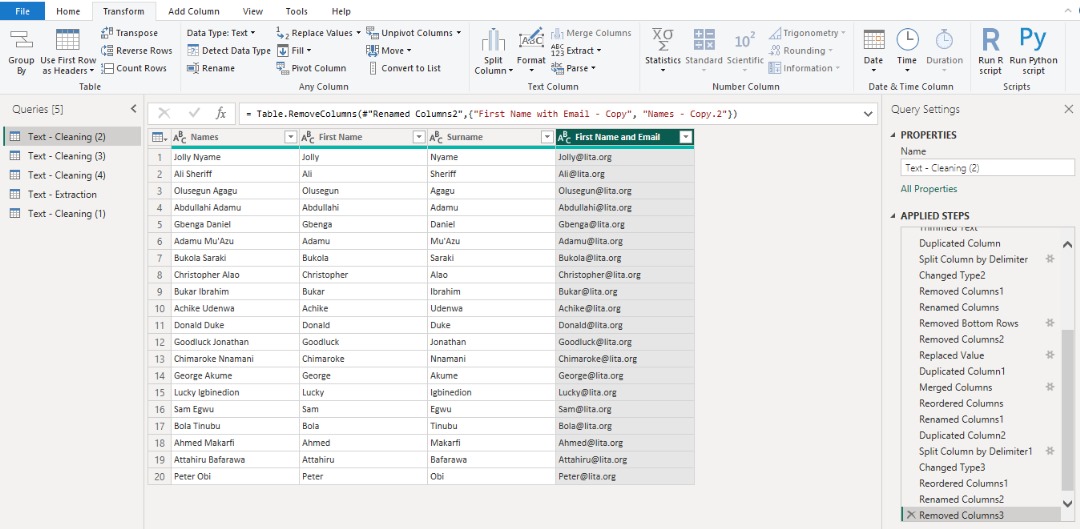 File Home Transform Add Column View Tools Help
Group By
Use First Row as Headers
Transpose
Reverse Rows
Count Rows
Table
Data Type: Text
Detect Data Type
Rename
Replace Values
Fill
Pivot Column
Unpivot Columns
Move
Convert to List
Any Column
Split Column
Format
Merge Columns
Extract
Parse
Text Column
Statistics
Standard
Scientific
Trigonometry
Rounding
Information
Number Column
Date
Time
Duration
Date & Time Column
Run R script
Run Python script
Scripts
Queries [5]
Text - Cleaning (2)
Text - Cleaning (3)
Text - Cleaning (4)
Text - Extraction
Text - Cleaning (1)
= Table.RemoveColumns(#"Renamed Columns2",{"First Name with Email - Copy", "Names - Copy.2"})
Names First Name Surname First Name and Email
1 Jolly Nyame Jolly Nyame Jolly@lita.org
2 Ali Sheriff Ali Sheriff Ali@lita.org
3 Olusegun Agagu Olusegun Agagu Olusegun@lita.org
4 Abdullahi Adamu Abdullahi Adamu Abdullahi@lita.org
5 Gbenga Daniel Gbenga Daniel Gbenga@lita.org
6 Adamu Mu'Azu Adamu Mu'Azu Adamu@lita.org
7 Bukola Saraki Bukola Saraki Bukola@lita.org
8 Christopher Alao Christopher Alao Christopher@lita.org
9 Bukar Ibrahim Bukar Ibrahim Bukar@lita.org
10 Achike Udenwa Achike Udenwa Achike@lita.org
11 Donald Duke Donald Duke Donald@lita.org
12 Goodluck Jonathan Goodluck Jonathan Goodluck@lita.org
13 Chimaroke Nnamani Chimaroke Nnamani Chimaroke@lita.org
14 George Akume George Akume George@lita.org
15 Lucky Igbinedion Lucky Igbinedion Lucky@lita.org
16 Sam Egwu Sam Egwu Sam@lita.org
17 Bola Tinubu Bola Tinubu Bola@lita.org
18 Ahmed Makarfi Ahmed Makarfi Ahmed@lita.org
19 Attahiru Bafarawa Attahiru Bafarawa Attahiru@lita.org
20 Peter Obi Peter Obi Peter@lita.org
Query Settings
PROPERTIES
Name
Text - Cleaning (2)
All Properties
APPLIED STEPS
Trimmed Text
Duplicated Column
Split Column by Delimiter
Changed Type2
Removed Columns1
Renamed Columns
Removed Bottom Rows
Removed Columns2
Replaced Value
Duplicated Column1
Merged Columns
Reordered Columns
Renamed Columns1
Duplicated Column2
Split Column by Delimiter1
Changed Type3
Reordered Columns1
Renamed Columns2
Removed Columns3